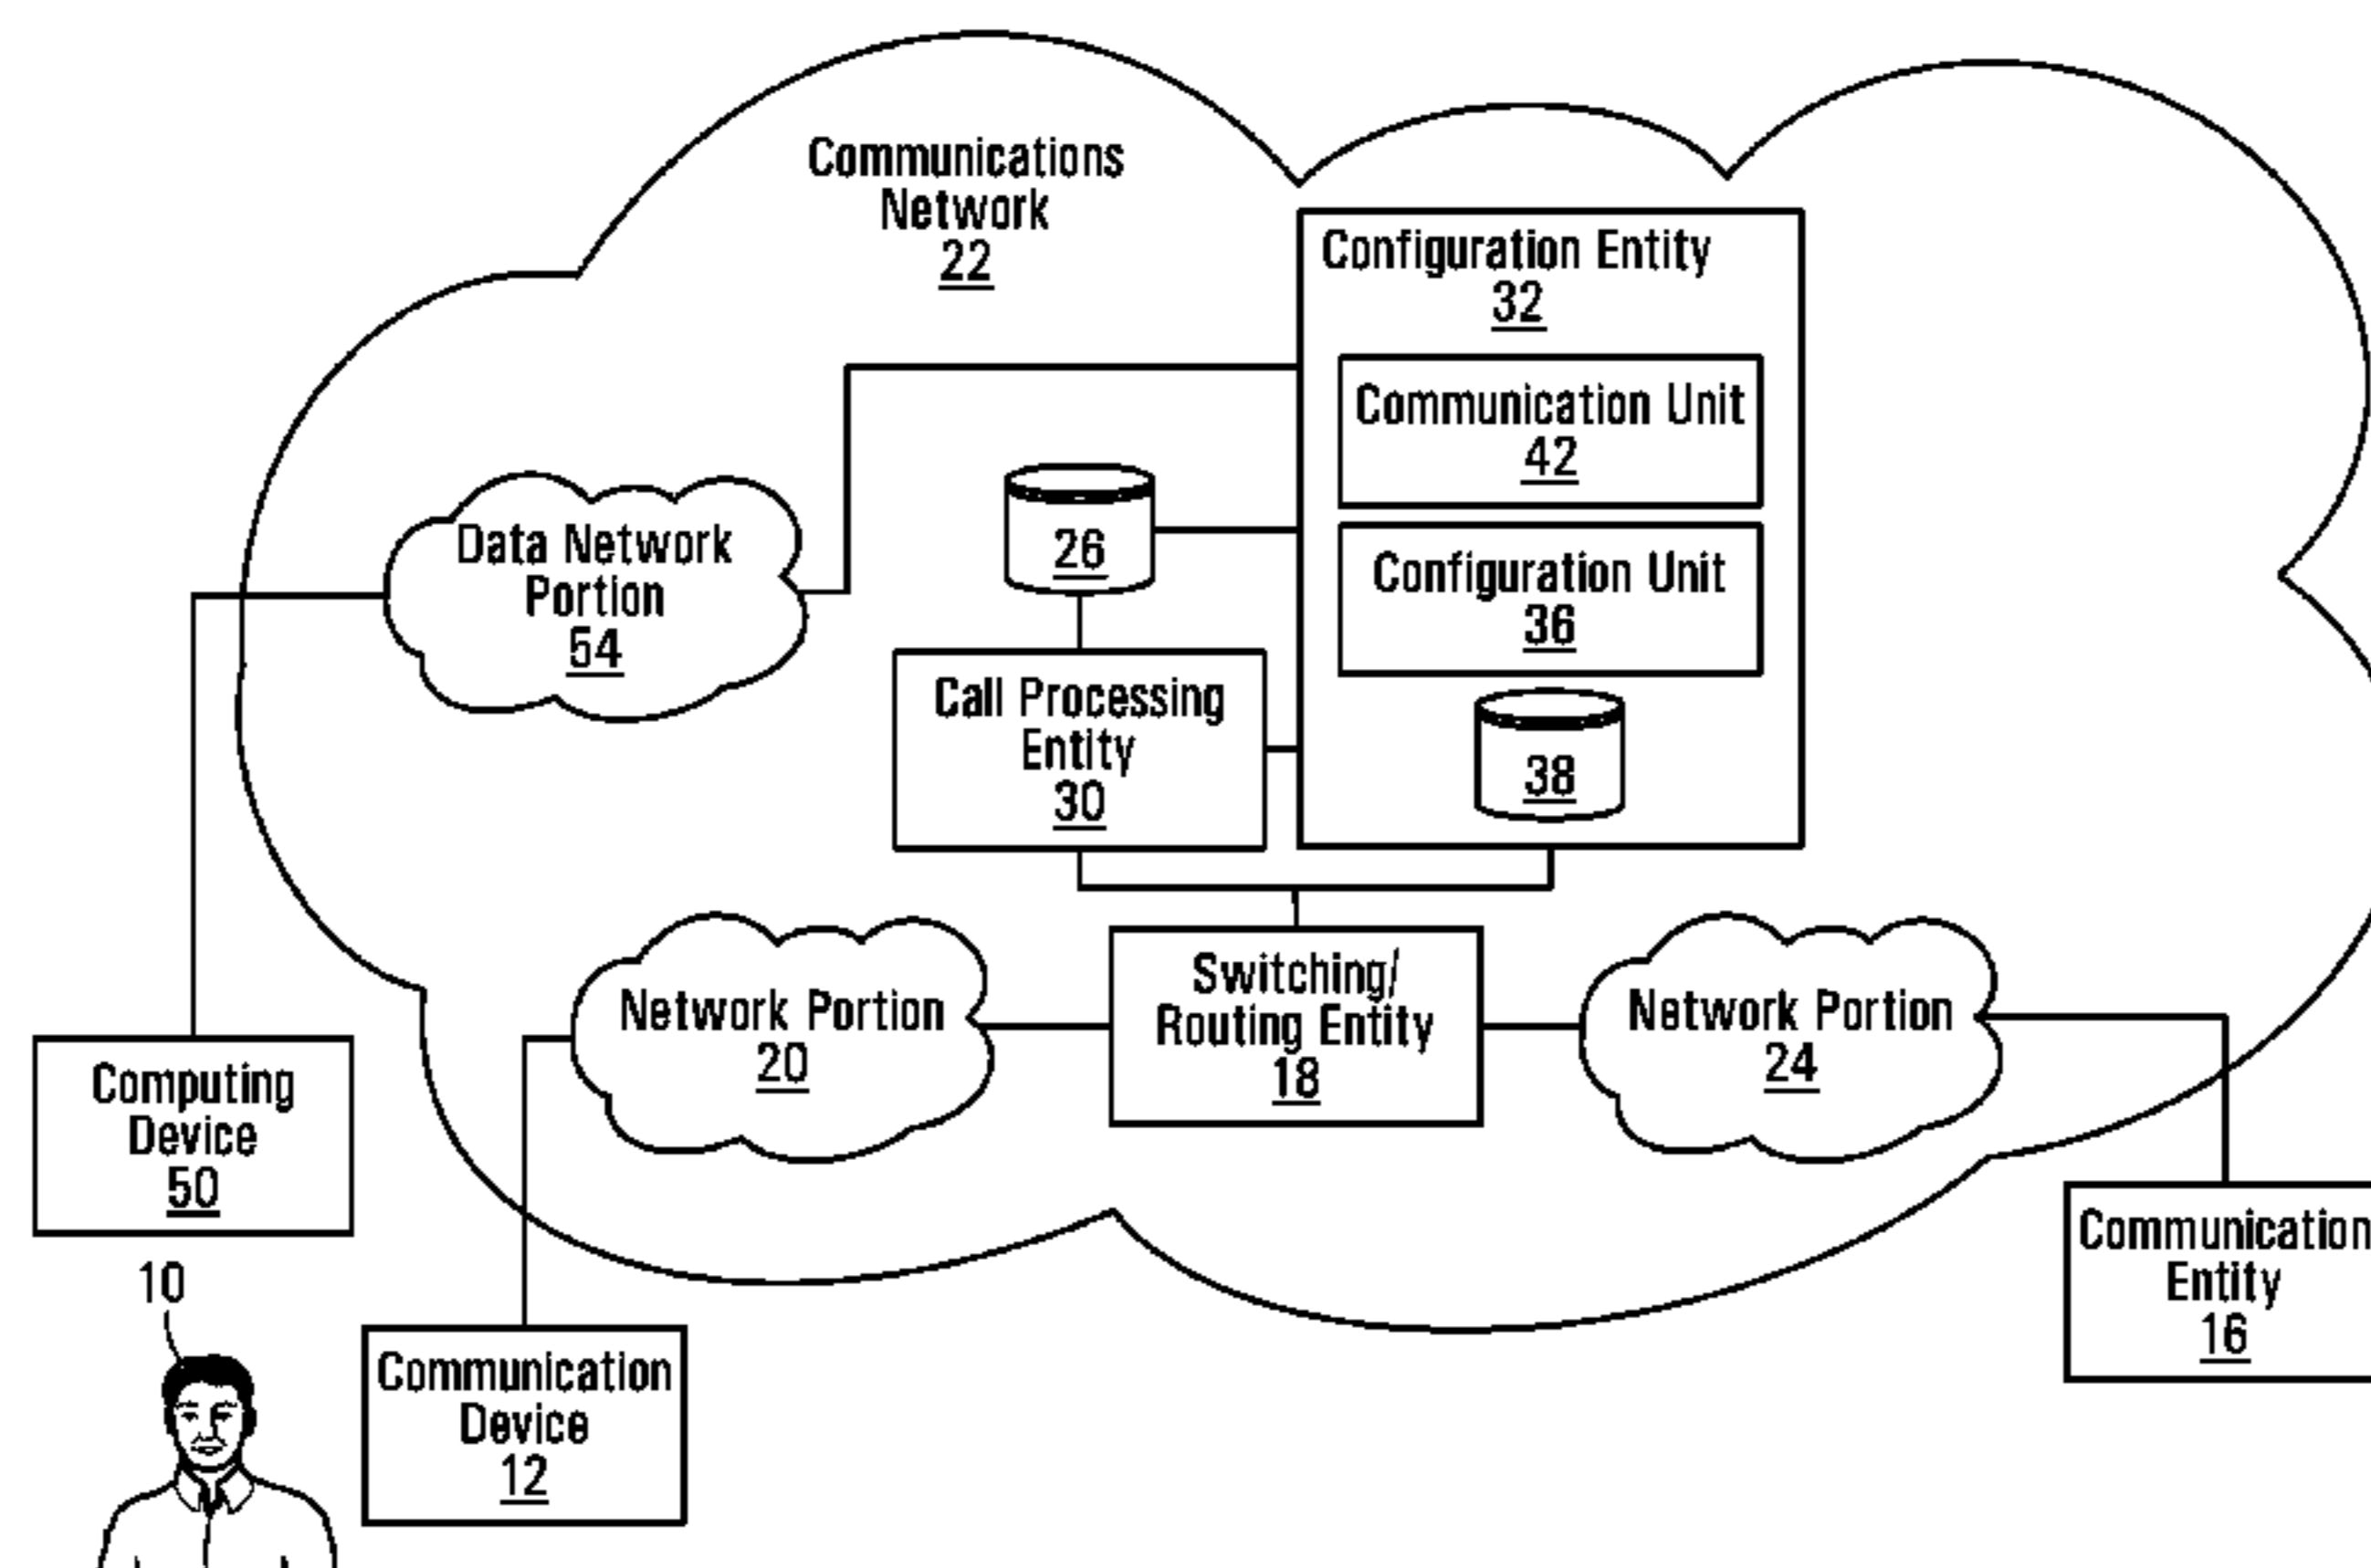 Communications
Network
22
Configuration Entity
32
Communication Unit
42
Configuration Unit
36
38
26
Data Network
Portion
54
Call Processing
Entity
30
Network Portion
20
Switching/
Routing Entity
18
Network Portion
24
Computing
Device
50
10
Communication
Device
12
Communication
Entity
16